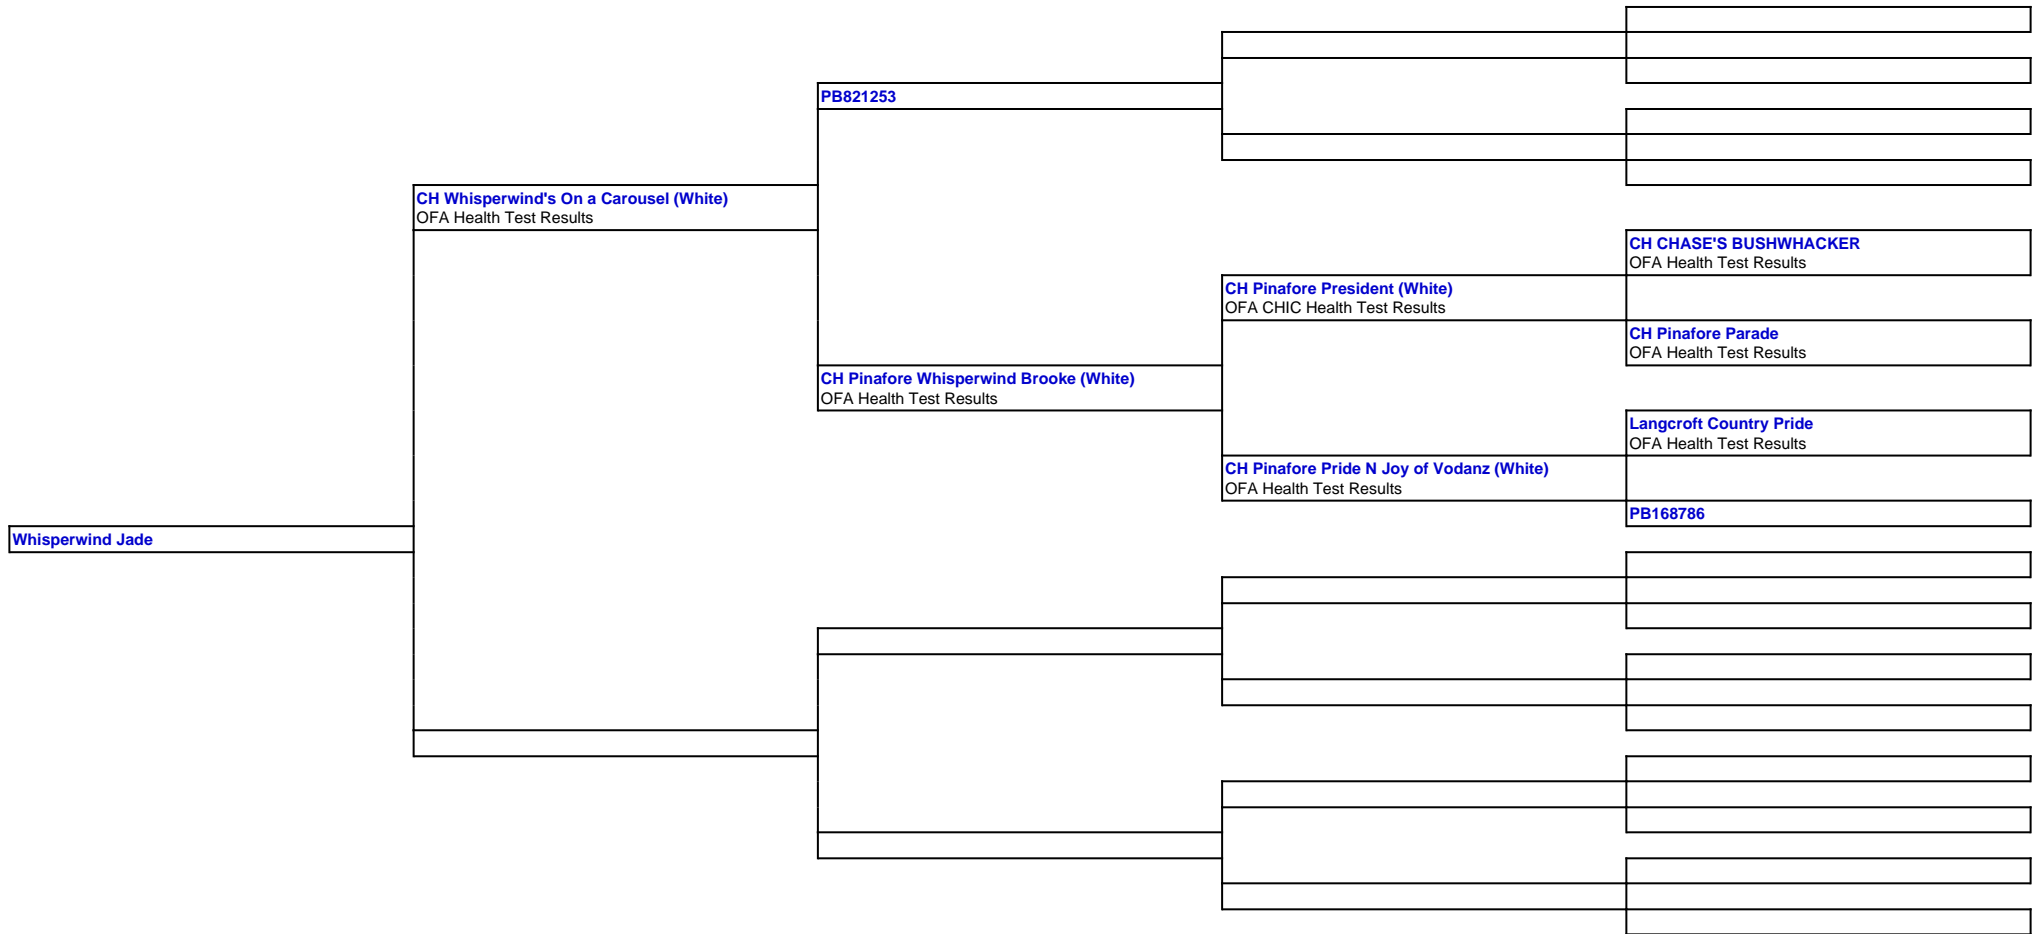 PB821253
CH Whisperwind's On a Carousel (White)
OFA Health Test Results
CH CHASE'S BUSHWHACKER
OFA Health Test Results
CH Pinafore President (White)
OFA CHIC Health Test Results
CH Pinafore Parade
OFA Health Test Results
CH Pinafore Whisperwind Brooke (White)
OFA Health Test Results
Langcroft Country Pride
OFA Health Test Results
CH Pinafore Pride N Joy of Vodanz (White)
OFA Health Test Results
PB168786
Whisperwind Jade